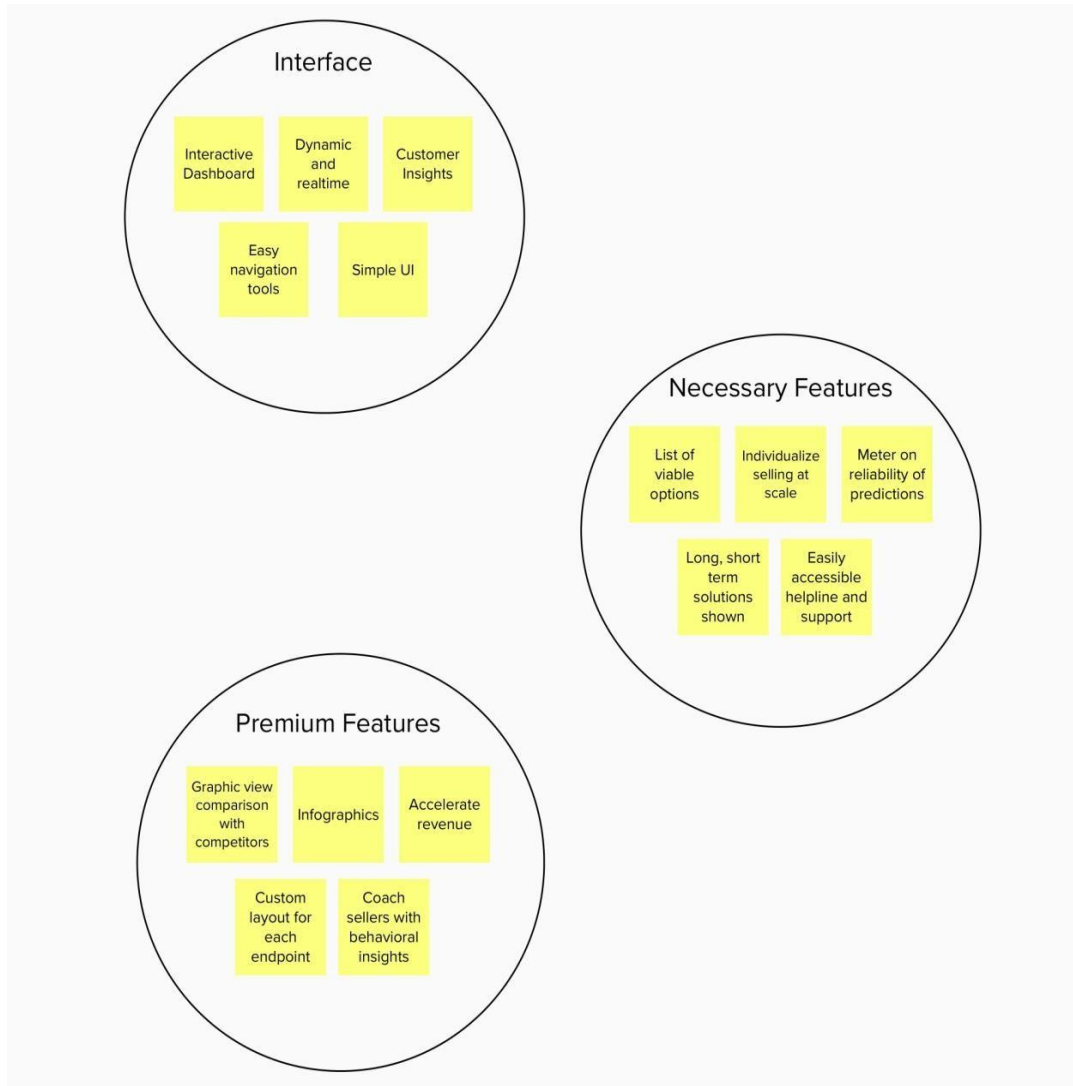 Interface
Interactive
Dashboard
Dynamic
and
realtime
Customer
Insights
Easy
navigation
tools
Simple UI
Necessary Features
List of
viable
options
Individualize
selling at
scale
Meter on
reliability of
predictions
Long, short
term
solutions
shown
Easily
accessible
helpline and
support
Premium Features
Graphic view
comparison
with
competitors
Infographics
Accelerate
revenue
Custom
layout for
each
endpoint
Coach
sellers with
behavioral
insights